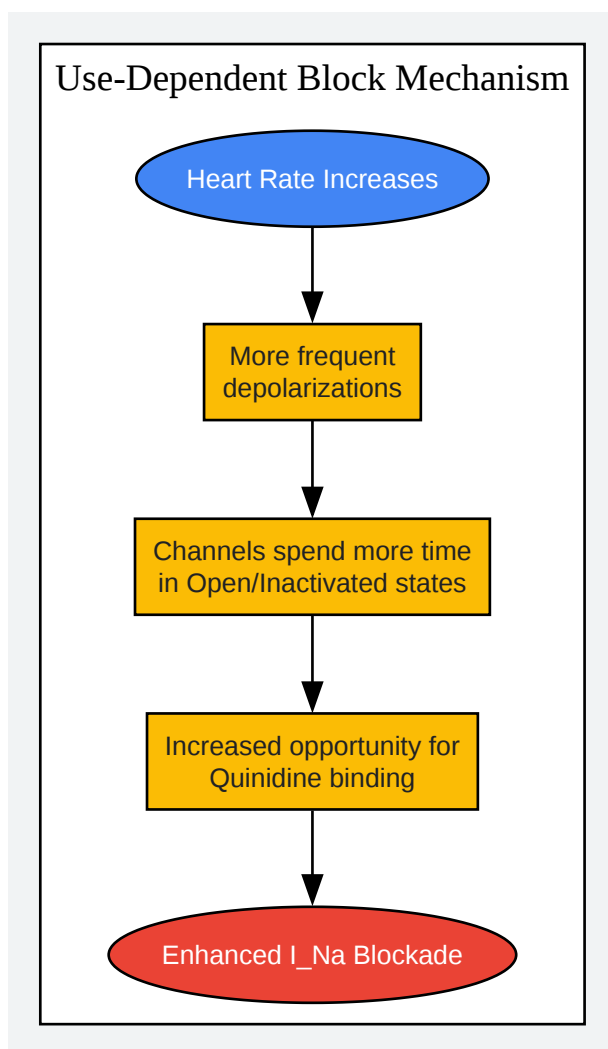 Use-Dependent Block Mechanism
Heart Rate Increases
More frequent
depolarizations
Channels spend more time
in Open/Inactivated states
Increased opportunity for
Quinidine binding
Enhanced I_Na Blockade